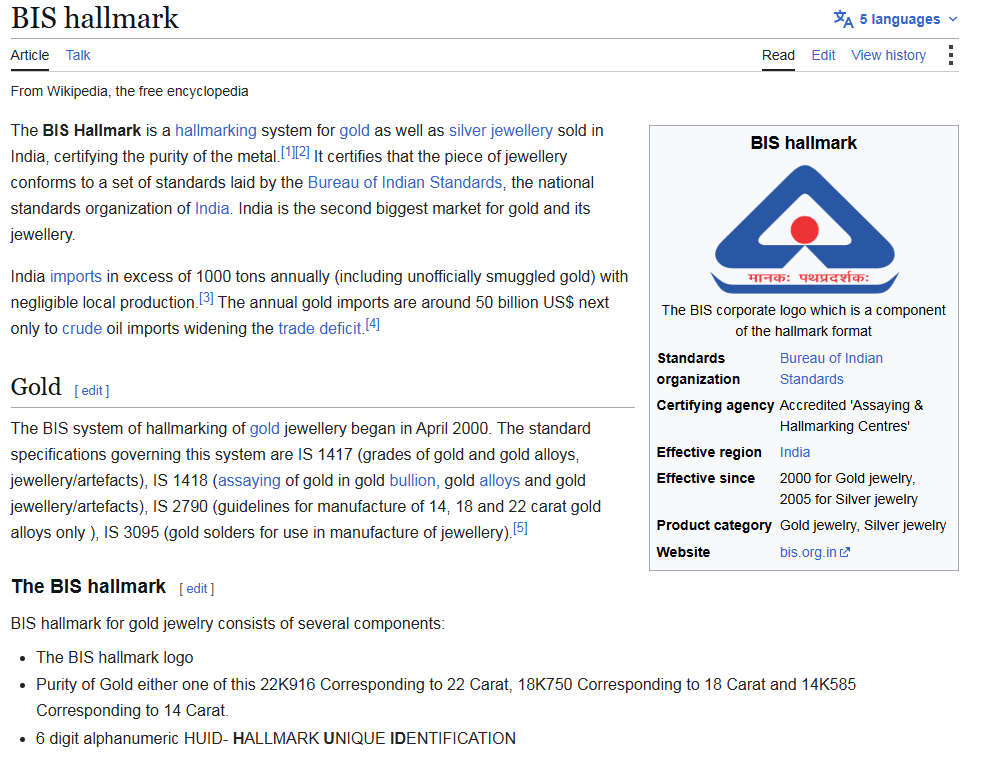 BIS hallmark
5 languages
Article Talk
Read Edit View history
From Wikipedia, the free encyclopedia
The BIS Hallmark is a hallmarking system for gold as well as silver jewellery sold in
India, certifying the purity of the metal.[1][2] It certifies that the piece of jewellery
conforms to a set of standards laid by the Bureau of Indian Standards, the national
standards organization of India. India is the second biggest market for gold and its
jewellery.
India imports in excess of 1000 tons annually (including unofficially smuggled gold) with
negligible local production.[3] The annual gold imports are around 50 billion US$ next
only to crude oil imports widening the trade deficit.[4]
BIS hallmark
मानकः पथप्रदर्शकः
The BIS corporate logo which is a component
of the hallmark format
Standards organization Bureau of Indian Standards
Certifying agency Accredited 'Assaying &
Hallmarking Centres'
Effective region India
Effective since 2000 for Gold jewelry,
2005 for Silver jewelry
Product category Gold jewelry, Silver jewelry
Website bis.org.in
Gold [ edit ]
The BIS system of hallmarking of gold jewellery began in April 2000. The standard
specifications governing this system are IS 1417 (grades of gold and gold alloys,
jewellery/artefacts), IS 1418 (assaying of gold in gold bullion, gold alloys and gold
jewellery/artefacts), IS 2790 (guidelines for manufacture of 14, 18 and 22 carat gold
alloys only ), IS 3095 (gold solders for use in manufacture of jewellery).[5]
The BIS hallmark [ edit ]
BIS hallmark for gold jewelry consists of several components:
• The BIS hallmark logo
• Purity of Gold either one of this 22K916 Corresponding to 22 Carat, 18K750 Corresponding to 18 Carat and 14K585
Corresponding to 14 Carat.
• 6 digit alphanumeric HUID- HALLMARK UNIQUE IDENTIFICATION